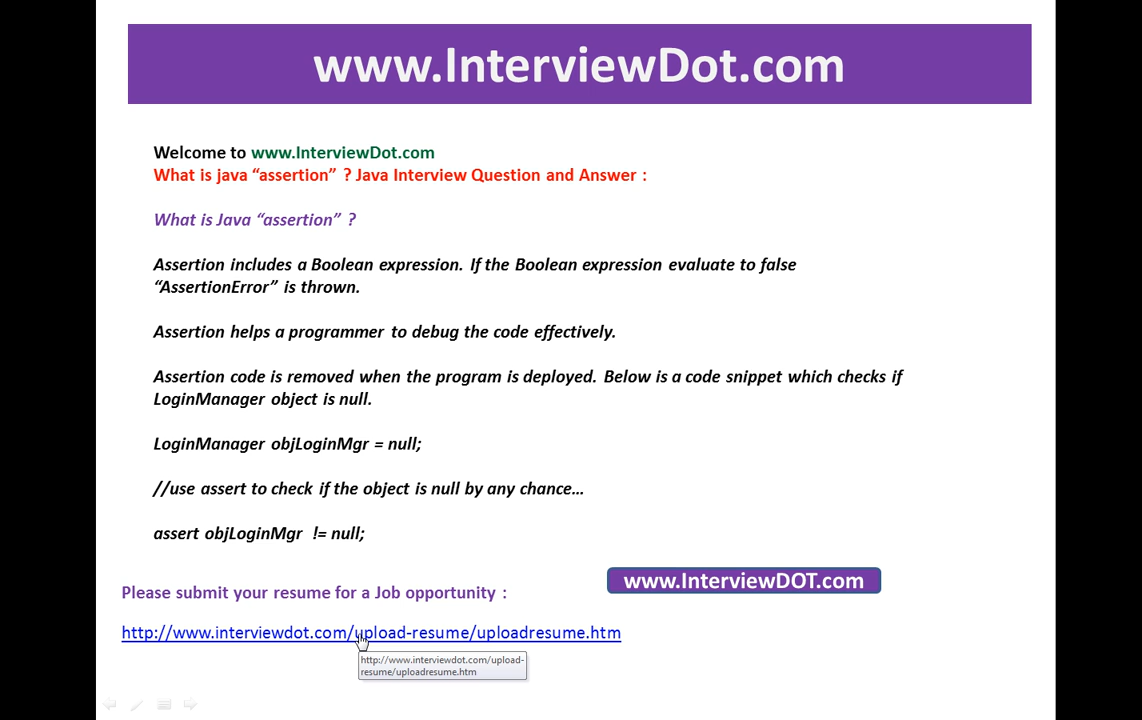 www.InterviewDot.com
Welcome to www.InterviewDot.com
What is java “assertion” ? Java Interview Question and Answer :
What is Java “assertion” ?
Assertion includes a Boolean expression. If the Boolean expression evaluate to false
“AssertionError” is thrown.
Assertion helps a programmer to debug the code effectively.
Assertion code is removed when the program is deployed. Below is a code snippet which checks if
LoginManager object is null.
LoginManager objLoginMgr = null;
//use assert to check if the object is null by any chance…
assert objLoginMgr != null;
www.InterviewDOT.com
Please submit your resume for a Job opportunity :
http://www.interviewdot.com/upload-resume/uploadresume.htm
http://www.interviewdot.com/upload-
resume/uploadresume.htm